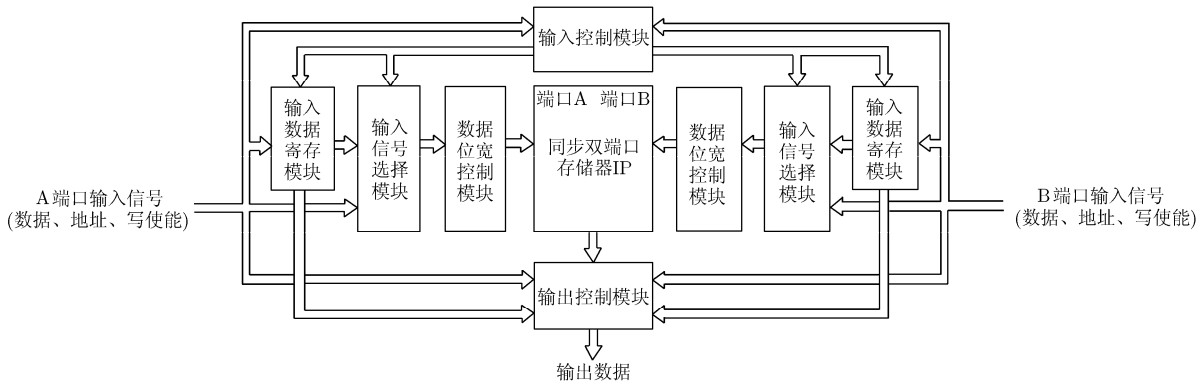 输入控制模块
输入
数据
寄存
模块
输入
信号
选择
模块
数据
位宽
控制
模块
端口A 端口B
同步双端口
存储器IP
数据
位宽
控制
模块
输入
信号
选择
模块
输入
数据
寄存
模块
A端口输入信号
(数据、地址、写使能)
B端口输入信号
(数据、地址、写使能)
输出控制模块
输出数据